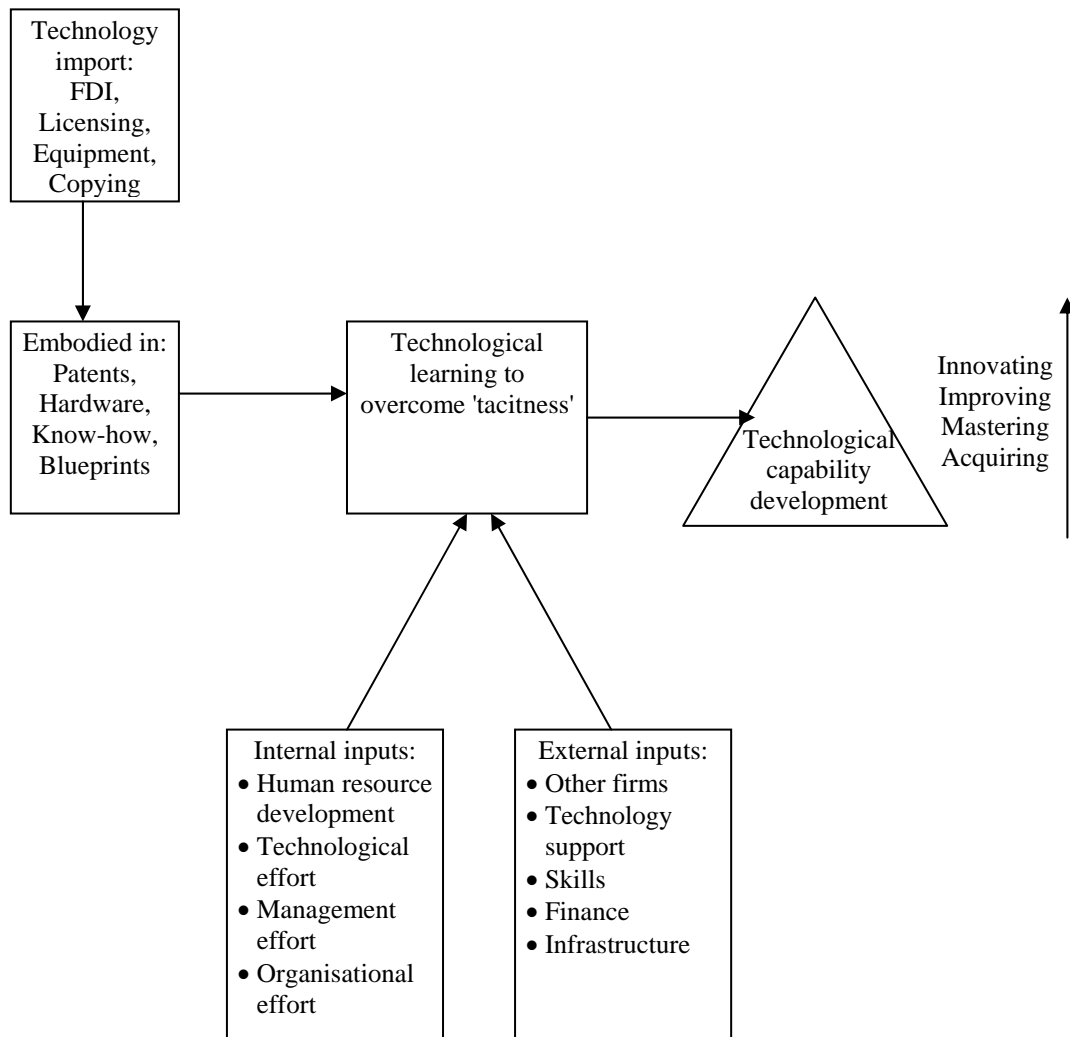 Technology
import:
FDI,
Licensing,
Equipment,
Copying
Embodied in:
Patents,
Hardware,
Know-how,
Blueprints
Technological
learning to
overcome 'tacitness'
Technological
capability
development
Innovating
Improving
Mastering
Acquiring
Internal inputs:
• Human resource
development
• Technological
effort
• Management
effort
• Organisational
effort
External inputs:
• Other firms
• Technology
support
• Skills
• Finance
• Infrastructure